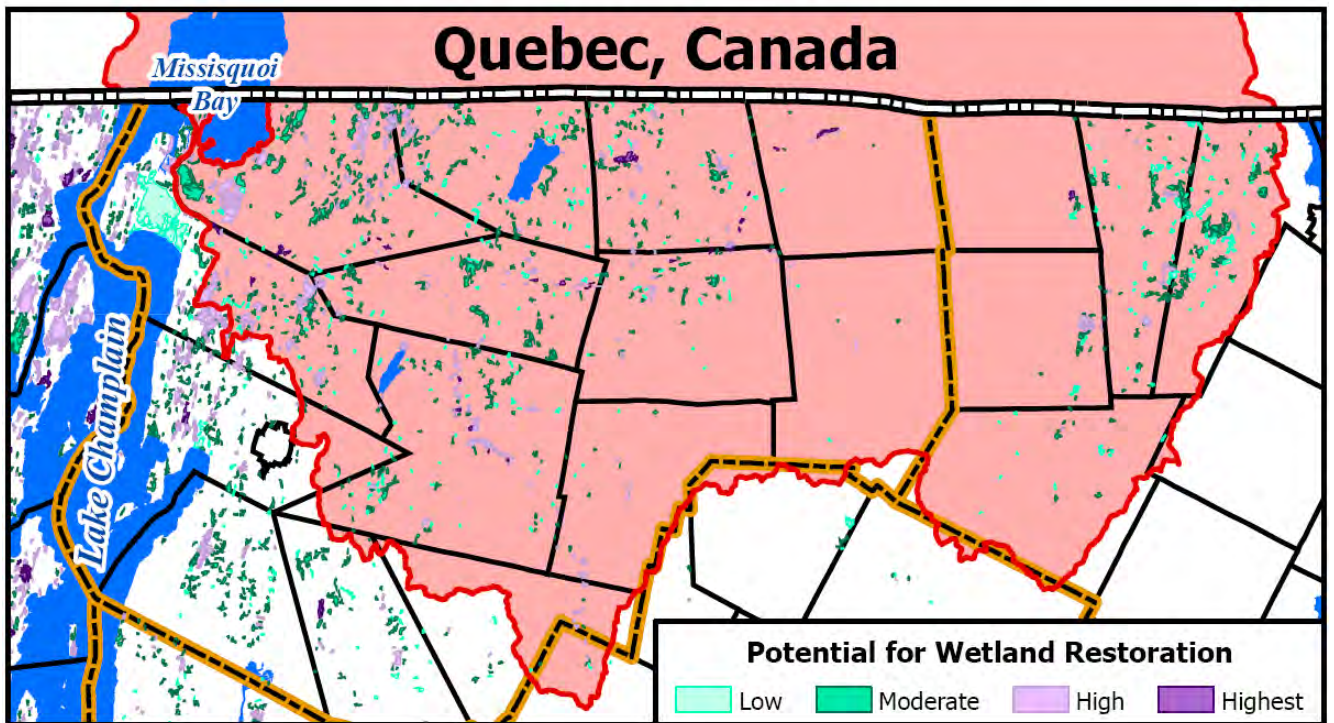 Quebec, Canada
Missisquoi
Bay
Lake Champlain
Potential for Wetland Restoration
Low Moderate High Highest